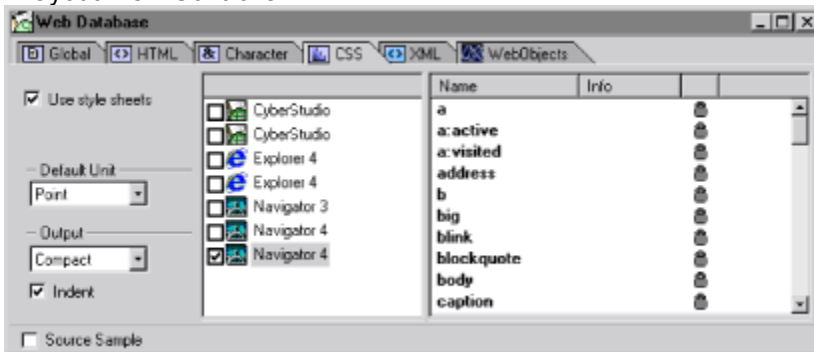 Web Database
Global HTML Character CSS XML WebObjects
Use style sheets
Default Unit
Point
Output
Compact
Indent
CyberStudio
CyberStudio
Explorer 4
Explorer 4
Navigator 3
Navigator 4
Navigator 4
Name Info
a
a:active
a:visited
address
b
big
blink
blockquote
body
caption
Source Sample